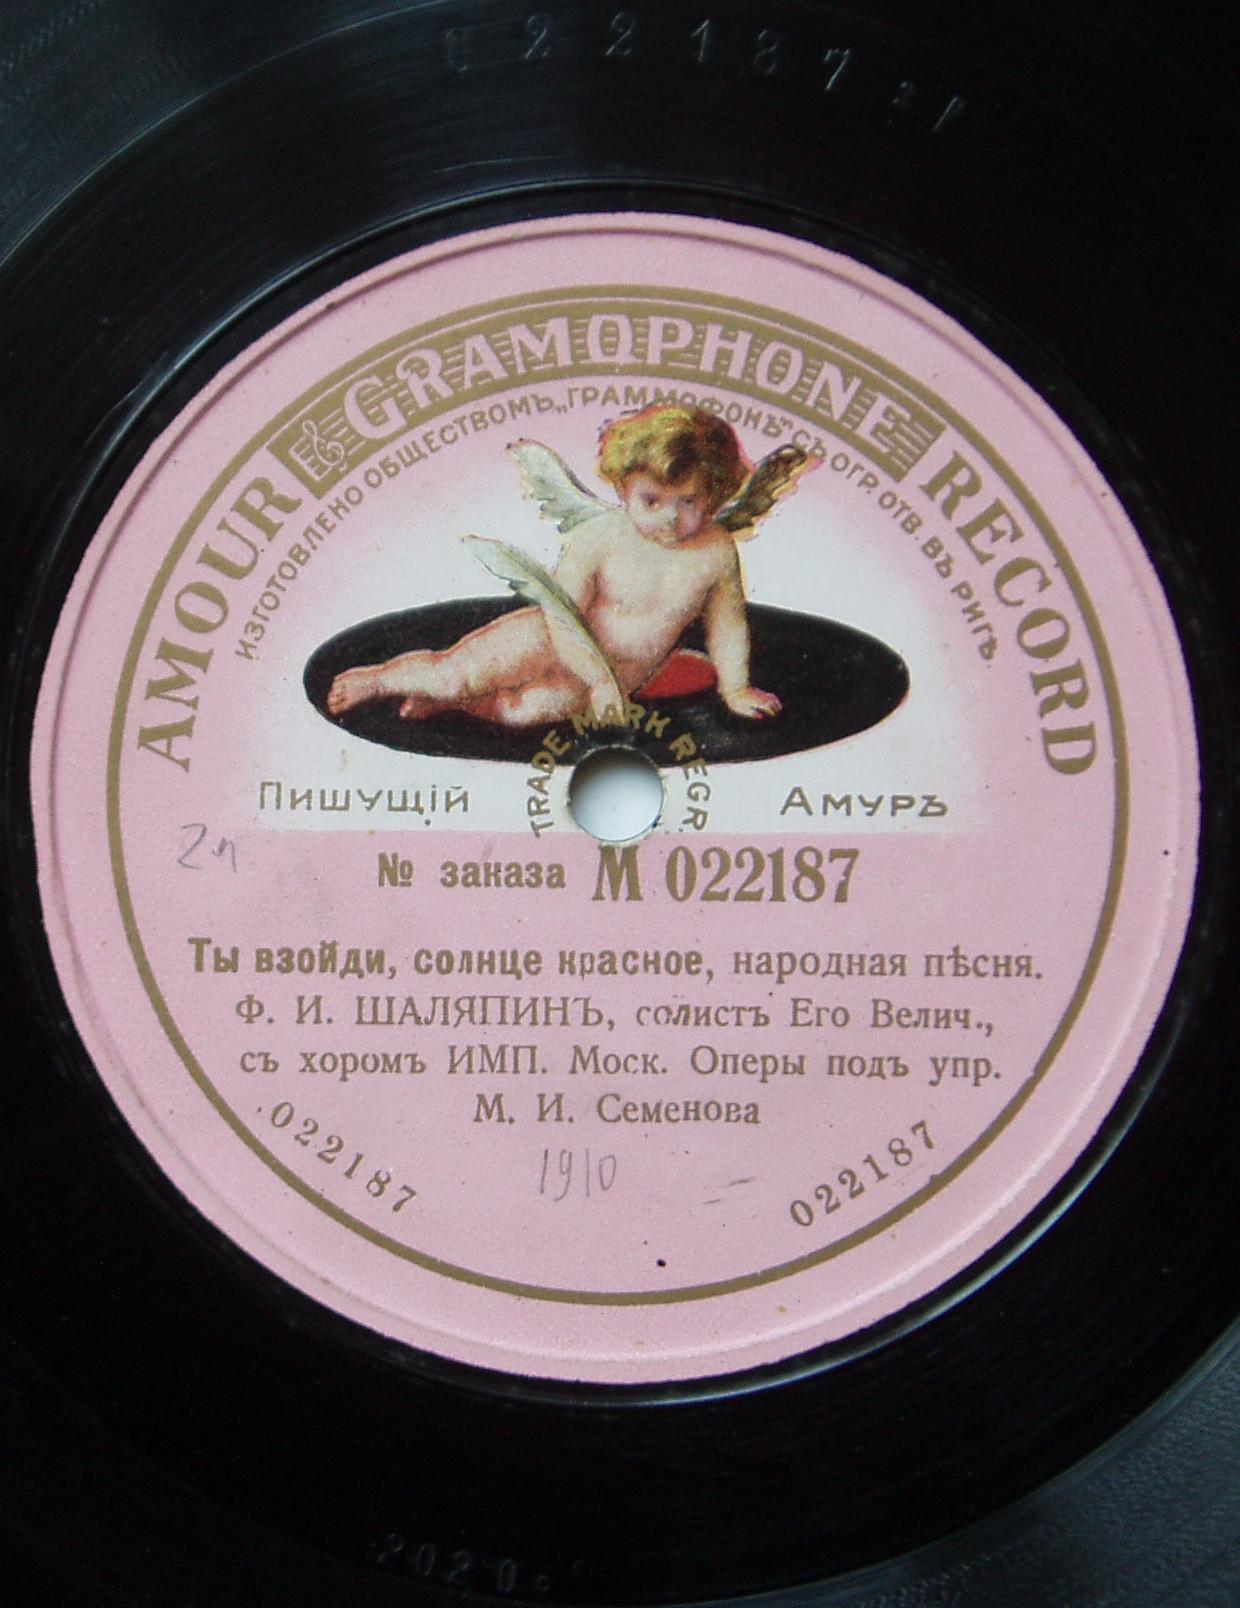 022187
AMOUR GRAMOPHONE RECORD
ИЗГОТОВЛЕНО ОБЩЕСТВОМЪ „ГРАММОФОНЪ" СЪ ОГР. ОТВ. ВЪ РИГѢ.
TRADE MARK REGR.
Пишущій Амуръ
№ заказа М 022187
Ты взойди, солнце красное, народная пѣсня.
Ф. И. ШАЛЯПИНЪ, солистъ Его Велич.,
съ хоромъ ИМП. Моск. Оперы подъ упр.
М. И. Семенова
022187 022187
1910
2020c